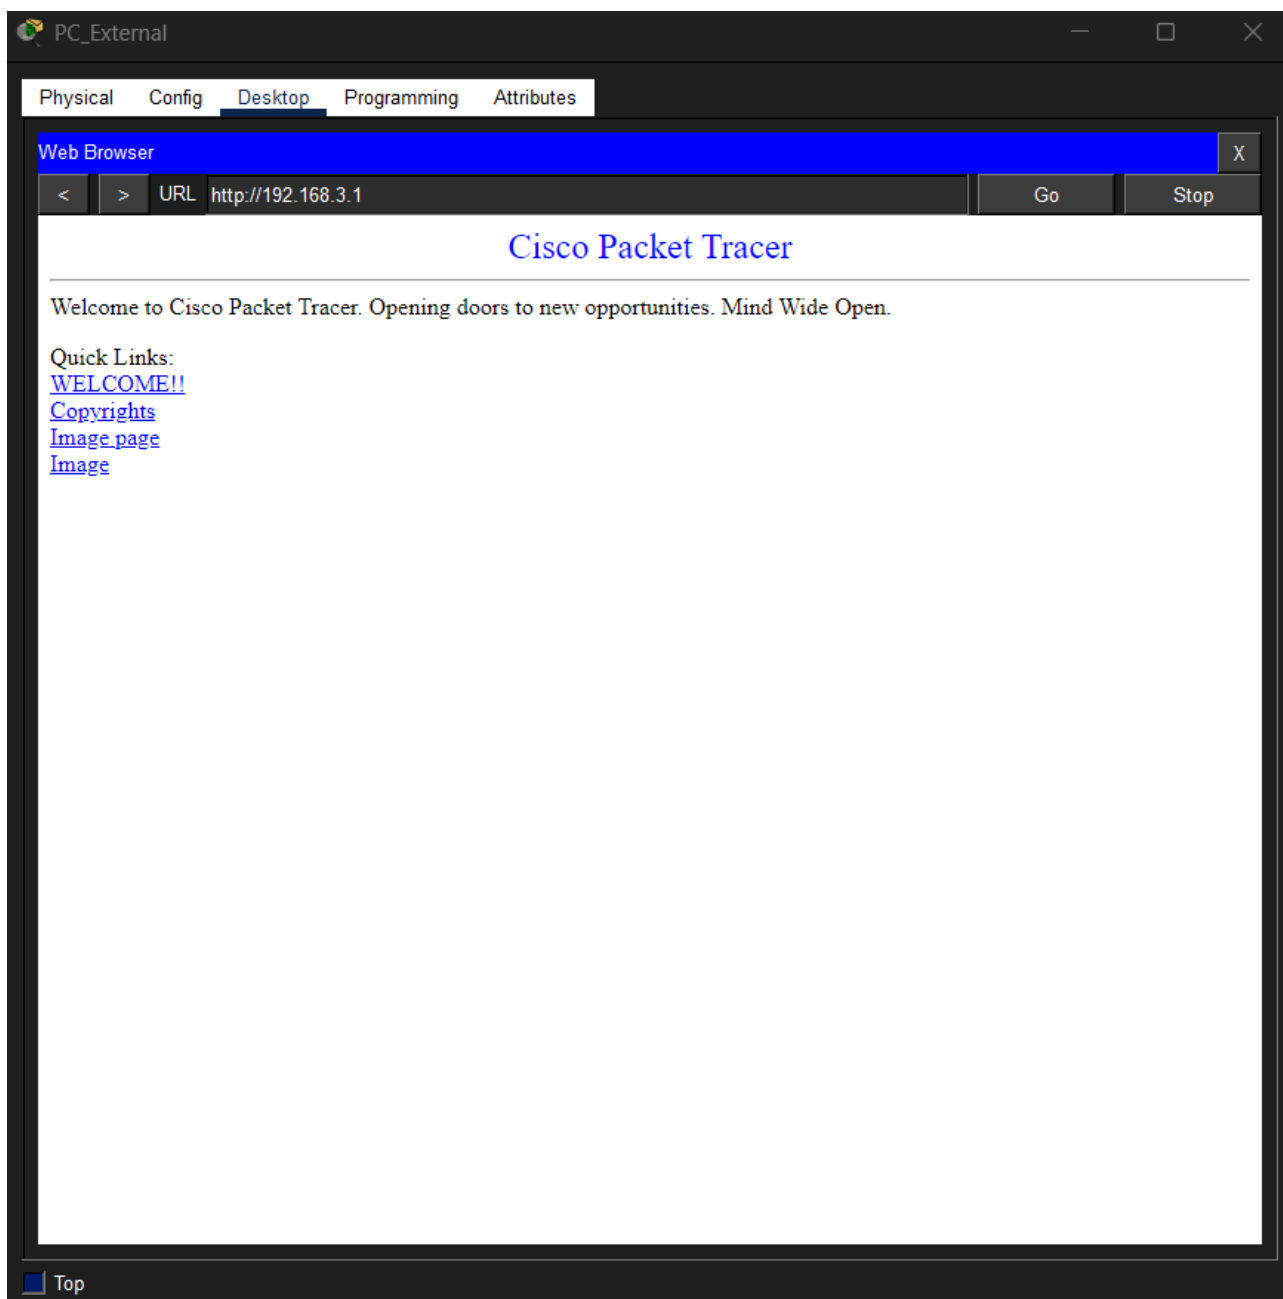 PC_External
Physical Config Desktop Programming Attributes
Web Browser X
< > URL http://192.168.3.1 Go Stop
Cisco Packet Tracer
Welcome to Cisco Packet Tracer. Opening doors to new opportunities. Mind Wide Open.
Quick Links:
WELCOME!!
Copyrights
Image page
Image
Top